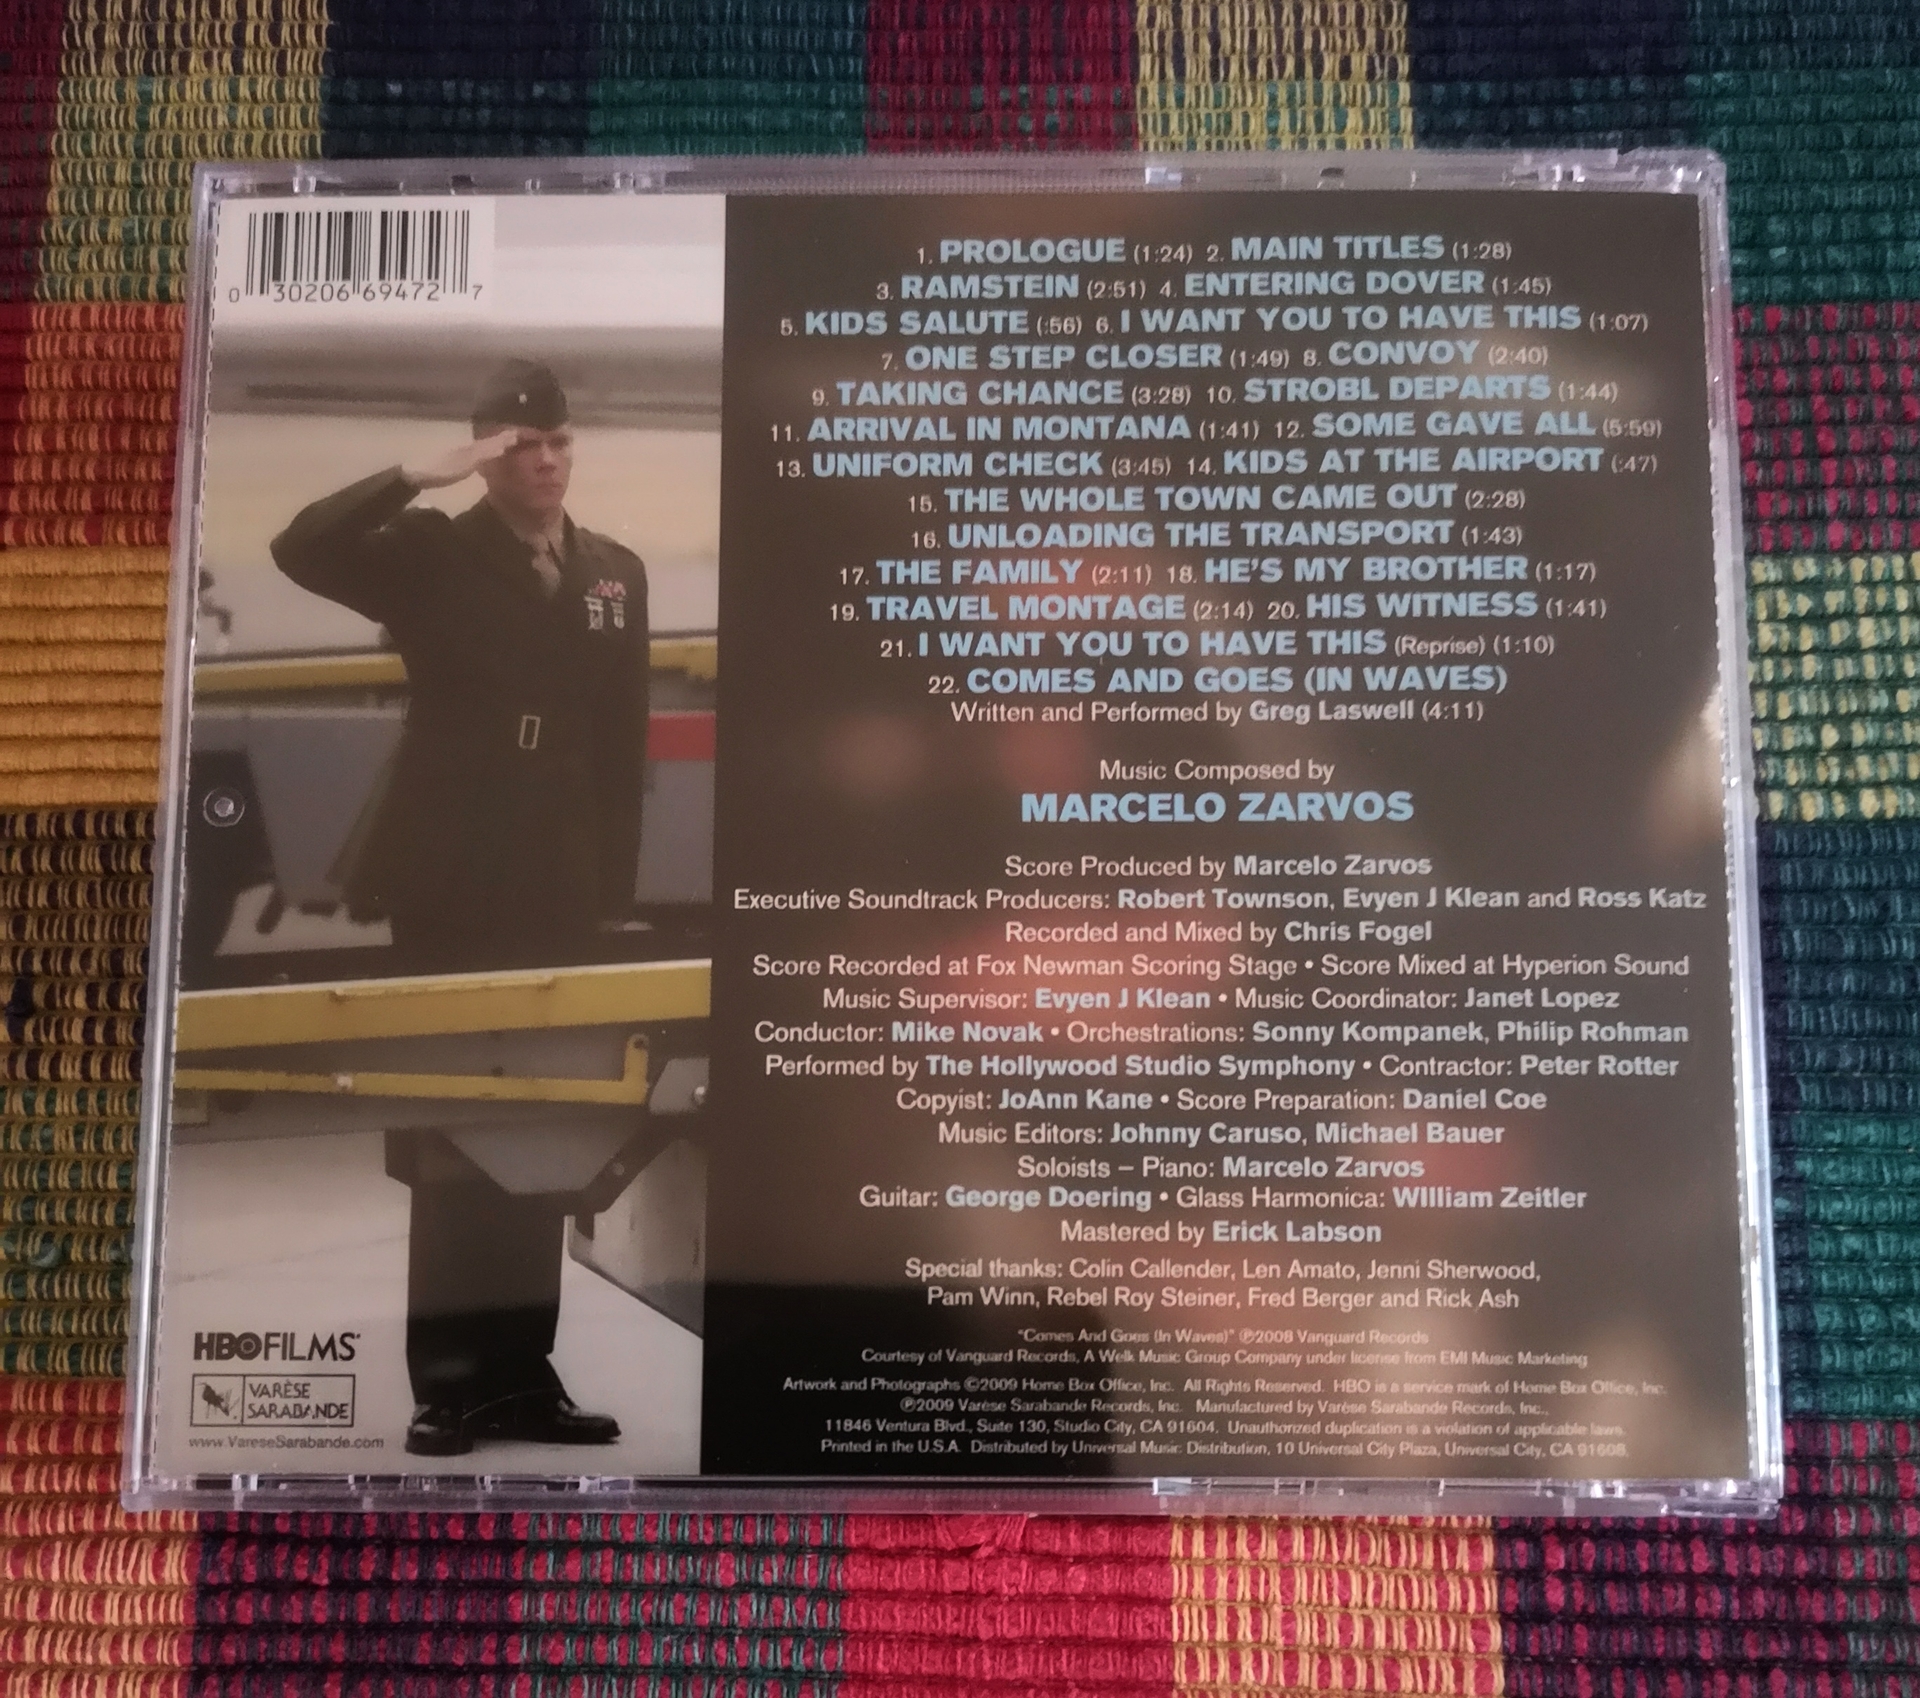 0 30206 69472 7
1. PROLOGUE (1:24) 2. MAIN TITLES (1:28)
3. RAMSTEIN (2:51) 4. ENTERING DOVER (1:45)
5. KIDS SALUTE (:56) 6. I WANT YOU TO HAVE THIS (1:07)
7. ONE STEP CLOSER (1:49) 8. CONVOY (2:40)
9. TAKING CHANCE (3:28) 10. STROBL DEPARTS (1:44)
11. ARRIVAL IN MONTANA (1:41) 12. SOME GAVE ALL (5:59)
13. UNIFORM CHECK (3:45) 14. KIDS AT THE AIRPORT (:47)
15. THE WHOLE TOWN CAME OUT (2:28)
16. UNLOADING THE TRANSPORT (1:43)
17. THE FAMILY (2:11) 18. HE'S MY BROTHER (1:17)
19. TRAVEL MONTAGE (2:14) 20. HIS WITNESS (1:41)
21. I WANT YOU TO HAVE THIS (Reprise) (1:10)
22. COMES AND GOES (IN WAVES)
Written and Performed by Greg Laswell (4:11)
Music Composed by
MARCELO ZARVOS
Score Produced by Marcelo Zarvos
Executive Soundtrack Producers: Robert Townson, Evyen J Klean and Ross Katz
Recorded and Mixed by Chris Fogel
Score Recorded at Fox Newman Scoring Stage • Score Mixed at Hyperion Sound
Music Supervisor: Evyen J Klean • Music Coordinator: Janet Lopez
Conductor: Mike Novak • Orchestrations: Sonny Kompanek, Philip Rohman
Performed by The Hollywood Studio Symphony • Contractor: Peter Rotter
Copyist: JoAnn Kane • Score Preparation: Daniel Coe
Music Editors: Johnny Caruso, Michael Bauer
Soloists – Piano: Marcelo Zarvos
Guitar: George Doering • Glass Harmonica: WIlliam Zeitler
Mastered by Erick Labson
Special thanks: Colin Callender, Len Amato, Jenni Sherwood,
Pam Winn, Rebel Roy Steiner, Fred Berger and Rick Ash
"Comes And Goes (In Waves)" ℗2008 Vanguard Records
Courtesy of Vanguard Records, A Welk Music Group Company under license from EMI Music Marketing
Artwork and Photographs ©2009 Home Box Office, Inc. All Rights Reserved. HBO is a service mark of Home Box Office, Inc.
℗2009 Varèse Sarabande Records, Inc. Manufactured by Varèse Sarabande Records, Inc.,
11846 Ventura Blvd., Suite 130, Studio City, CA 91604. Unauthorized duplication is a violation of applicable laws.
Printed in the U.S.A. Distributed by Universal Music Distribution, 10 Universal City Plaza, Universal City, CA 91608.
HBO FILMS
VARÈSE
SARABANDE
www.VareseSarabande.com